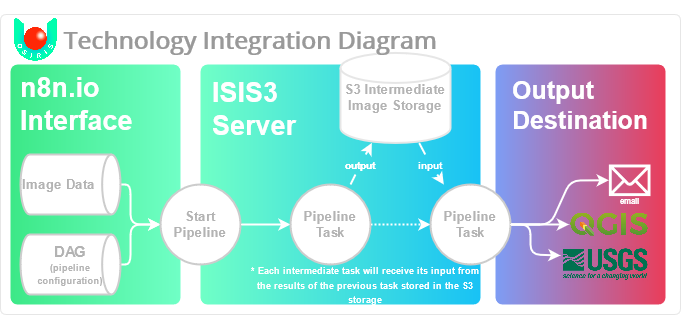 OSIRIS
Technology Integration Diagram
n8n.io
Interface
ISIS3
Server
S3 Intermediate
Image Storage
Output
Destination
output
input
Image Data
Start
Pipeline
Pipeline
Task
Pipeline
Task
email
QGIS
DAG
(pipeline
configuration)
USGS
science for a changing world
* Each intermediate task will receive its input from
the results of the previous task stored in the S3
storage